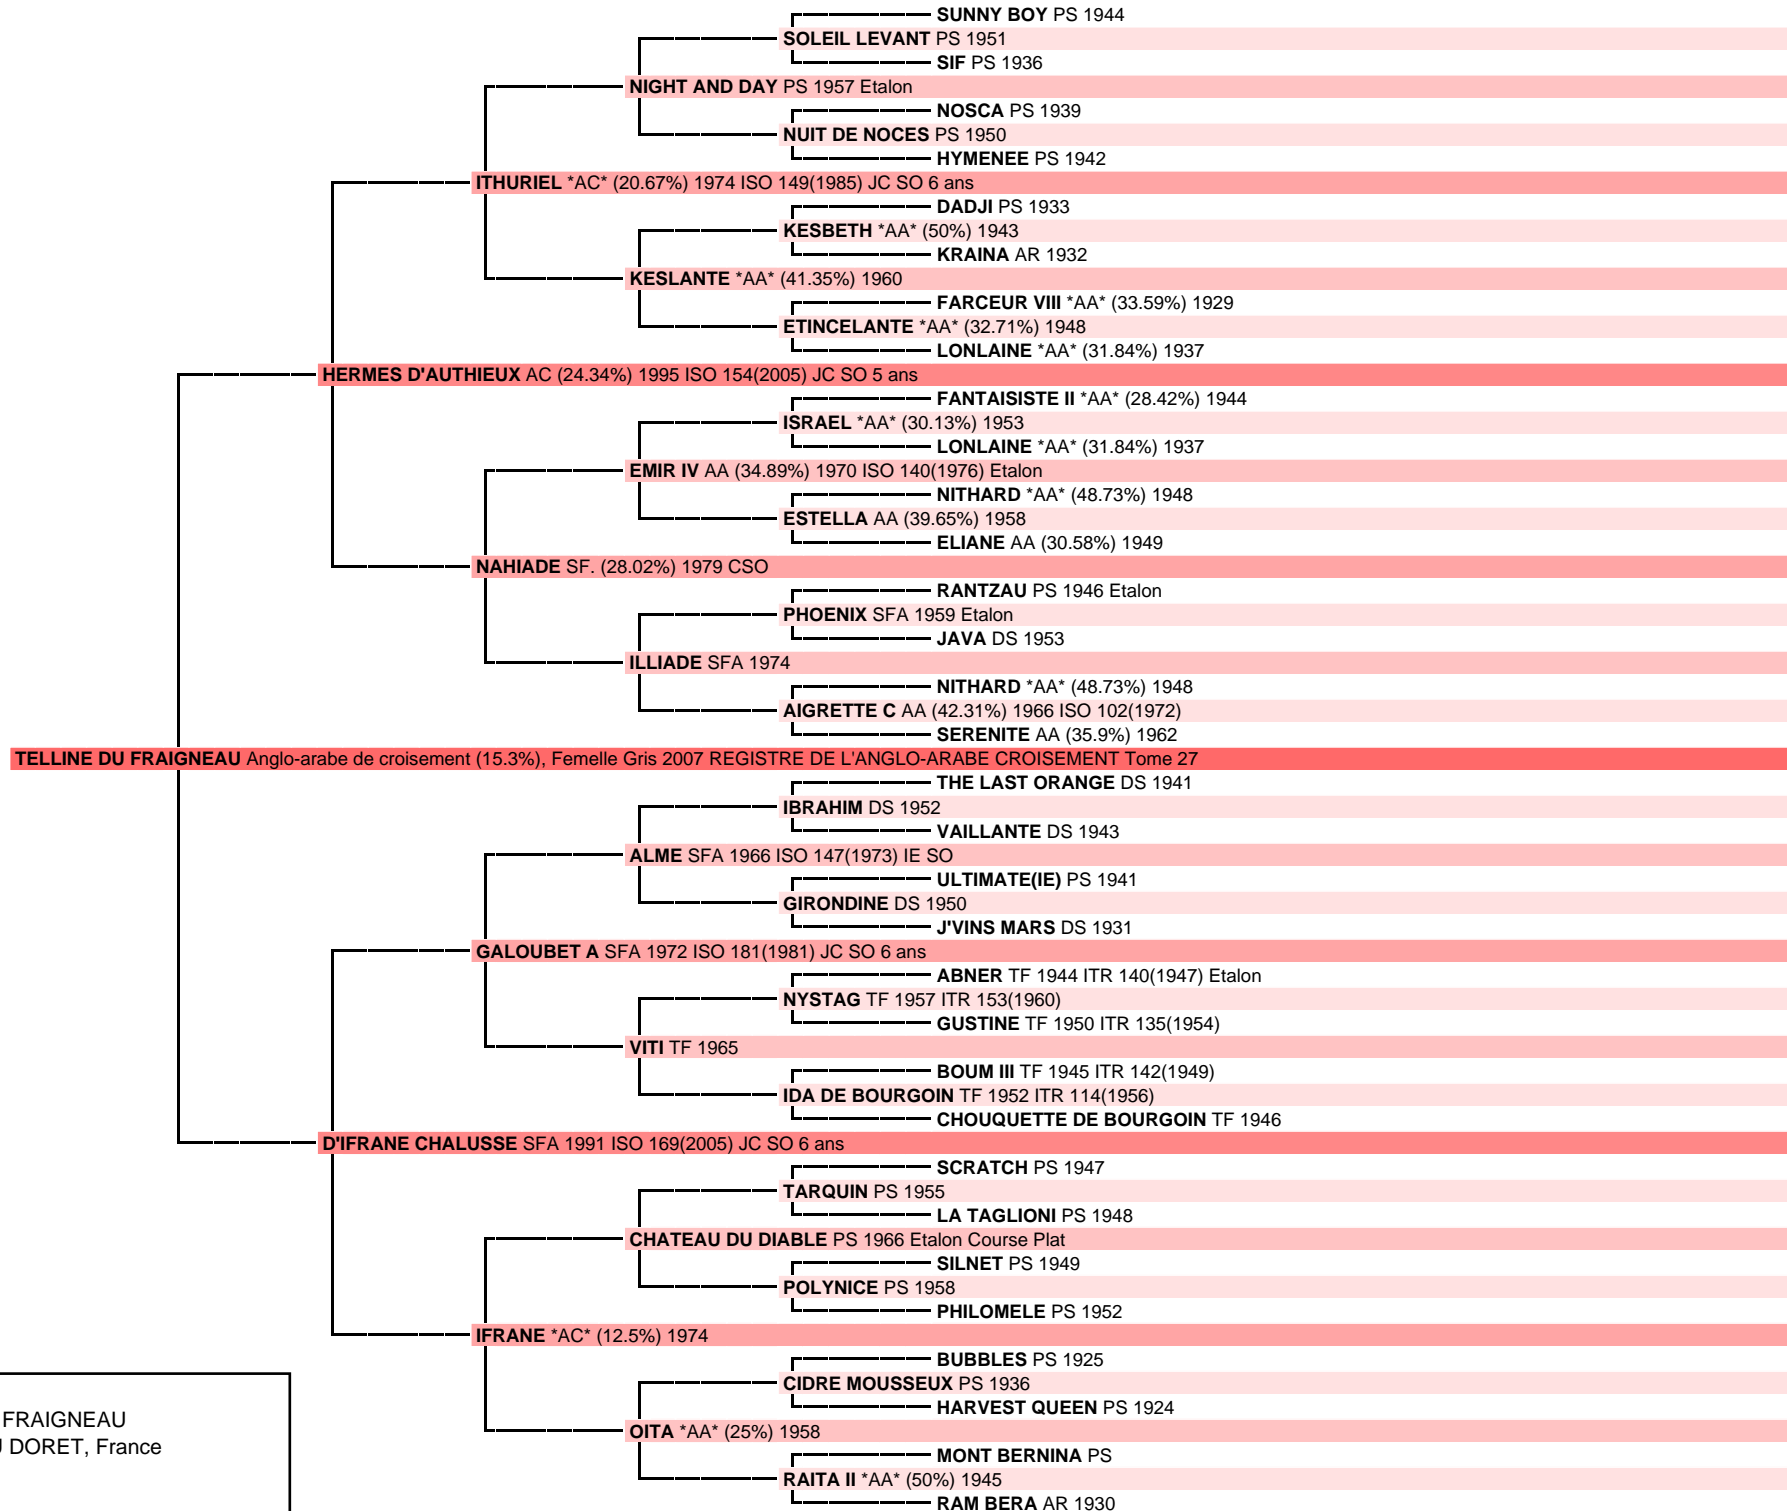 SUNNY BOY PS 1944
SOLEIL LEVANT PS 1951
SIF PS 1936
NIGHT AND DAY PS 1957 Etalon
NOSCA PS 1939
NUIT DE NOCES PS 1950
HYMENEE PS 1942
ITHURIEL *AC* (20.67%) 1974 ISO 149(1985) JC SO 6 ans
DADJI PS 1933
KESBETH *AA* (50%) 1943
KRAINA AR 1932
KESLANTE *AA* (41.35%) 1960
FARCEUR VIII *AA* (33.59%) 1929
ETINCELANTE *AA* (32.71%) 1948
LONLAINE *AA* (31.84%) 1937
HERMES D'AUTHIEUX AC (24.34%) 1995 ISO 154(2005) JC SO 5 ans
FANTAISISTE II *AA* (28.42%) 1944
ISRAEL *AA* (30.13%) 1953
LONLAINE *AA* (31.84%) 1937
EMIR IV AA (34.89%) 1970 ISO 140(1976) Etalon
NITHARD *AA* (48.73%) 1948
ESTELLA AA (39.65%) 1958
ELIANE AA (30.58%) 1949
NAHIADE SF. (28.02%) 1979 CSO
RANTZAU PS 1946 Etalon
PHOENIX SFA 1959 Etalon
JAVA DS 1953
ILLIADE SFA 1974
NITHARD *AA* (48.73%) 1948
AIGRETTE C AA (42.31%) 1966 ISO 102(1972)
SERENITE AA (35.9%) 1962
TELLINE DU FRAIGNEAU Anglo-arabe de croisement (15.3%), Femelle Gris 2007 REGISTRE DE L'ANGLO-ARABE CROISEMENT Tome 27
THE LAST ORANGE DS 1941
IBRAHIM DS 1952
VAILLANTE DS 1943
ALME SFA 1966 ISO 147(1973) IE SO
ULTIMATE(IE) PS 1941
GIRONDINE DS 1950
J'VINS MARS DS 1931
GALOUBET A SFA 1972 ISO 181(1981) JC SO 6 ans
ABNER TF 1944 ITR 140(1947) Etalon
NYSTAG TF 1957 ITR 153(1960)
GUSTINE TF 1950 ITR 135(1954)
VITI TF 1965
BOUM III TF 1945 ITR 142(1949)
IDA DE BOURGOIN TF 1952 ITR 114(1956)
CHOUQUETTE DE BOURGOIN TF 1946
D'IFRANE CHALUSSE SFA 1991 ISO 169(2005) JC SO 6 ans
SCRATCH PS 1947
TARQUIN PS 1955
LA TAGLIONI PS 1948
CHATEAU DU DIABLE PS 1966 Etalon Course Plat
SILNET PS 1949
POLYNICE PS 1958
PHILOMELE PS 1952
IFRANE *AC* (12.5%) 1974
BUBBLES PS 1925
CIDRE MOUSSEUX PS 1936
HARVEST QUEEN PS 1924
OITA *AA* (25%) 1958
MONT BERNINA PS
RAITA II *AA* (50%) 1945
RAM BERA AR 1930
FRAIGNEAU
DORET, France